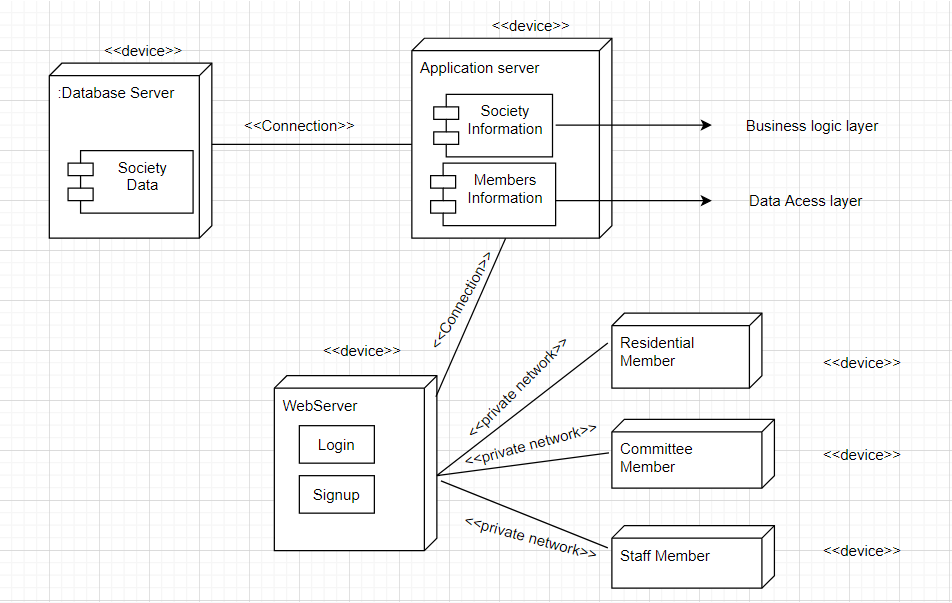 <<device>>
<<device>>
:Database Server
Society
Data
<<Connection>>
Application server
Society
Information
Members
Information
Business logic layer
Data Acess layer
<<Connection>>
<<device>>
WebServer
Login
Signup
<<private network>>
<<private network>>
<<private network>>
Residential
Member
<<device>>
Committee
Member
<<device>>
Staff Member
<<device>>